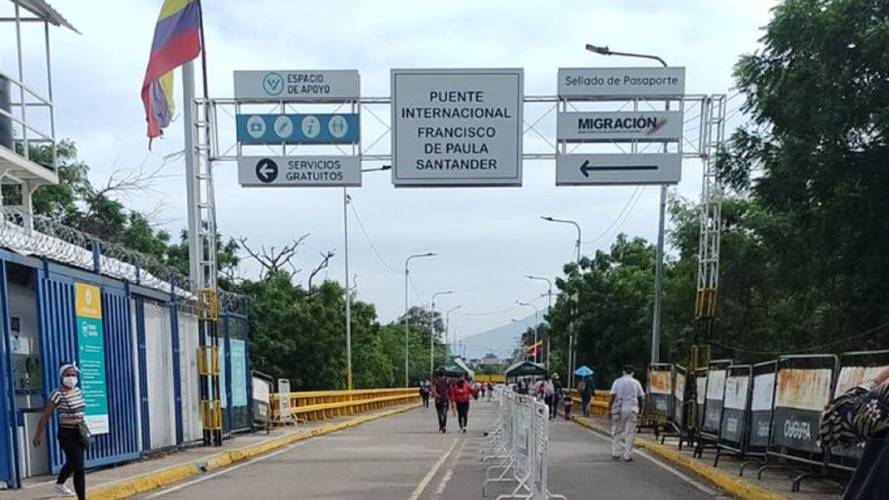 ESPACIO
DE APOYO
SERVICIOS
GRATUITOS
PUENTE
INTERNACIONAL
FRANCISCO
DE PAULA
SANTANDER
Sellado de Pasaporte
MIGRACIÓN
CÚCUTA